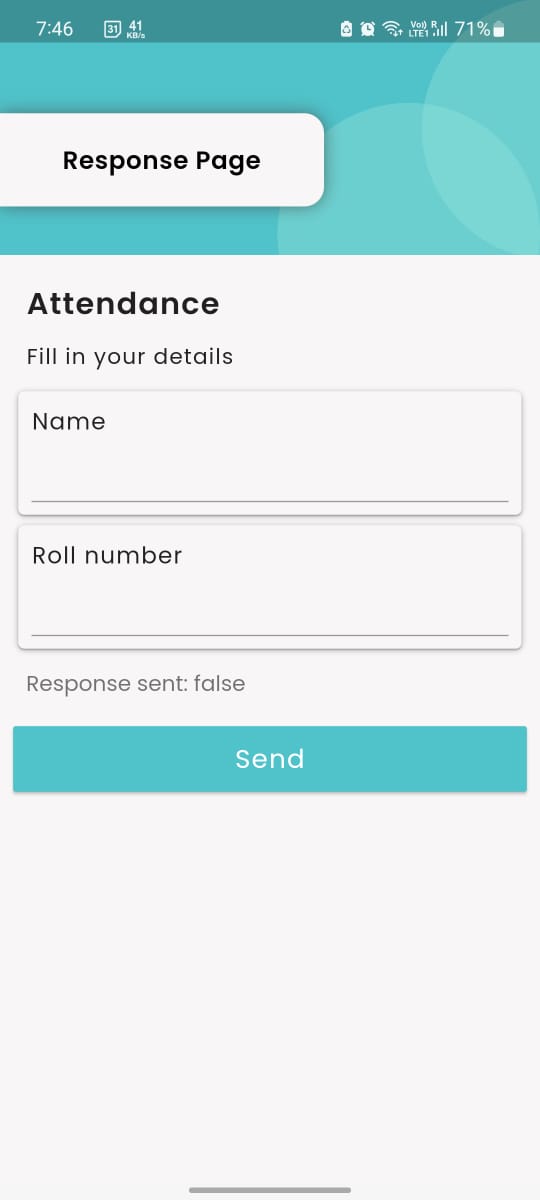 7:46 31 41 KB/s Vo)) LTE1 R 71%
Response Page
Attendance
Fill in your details
Name
Roll number
Response sent: false
Send